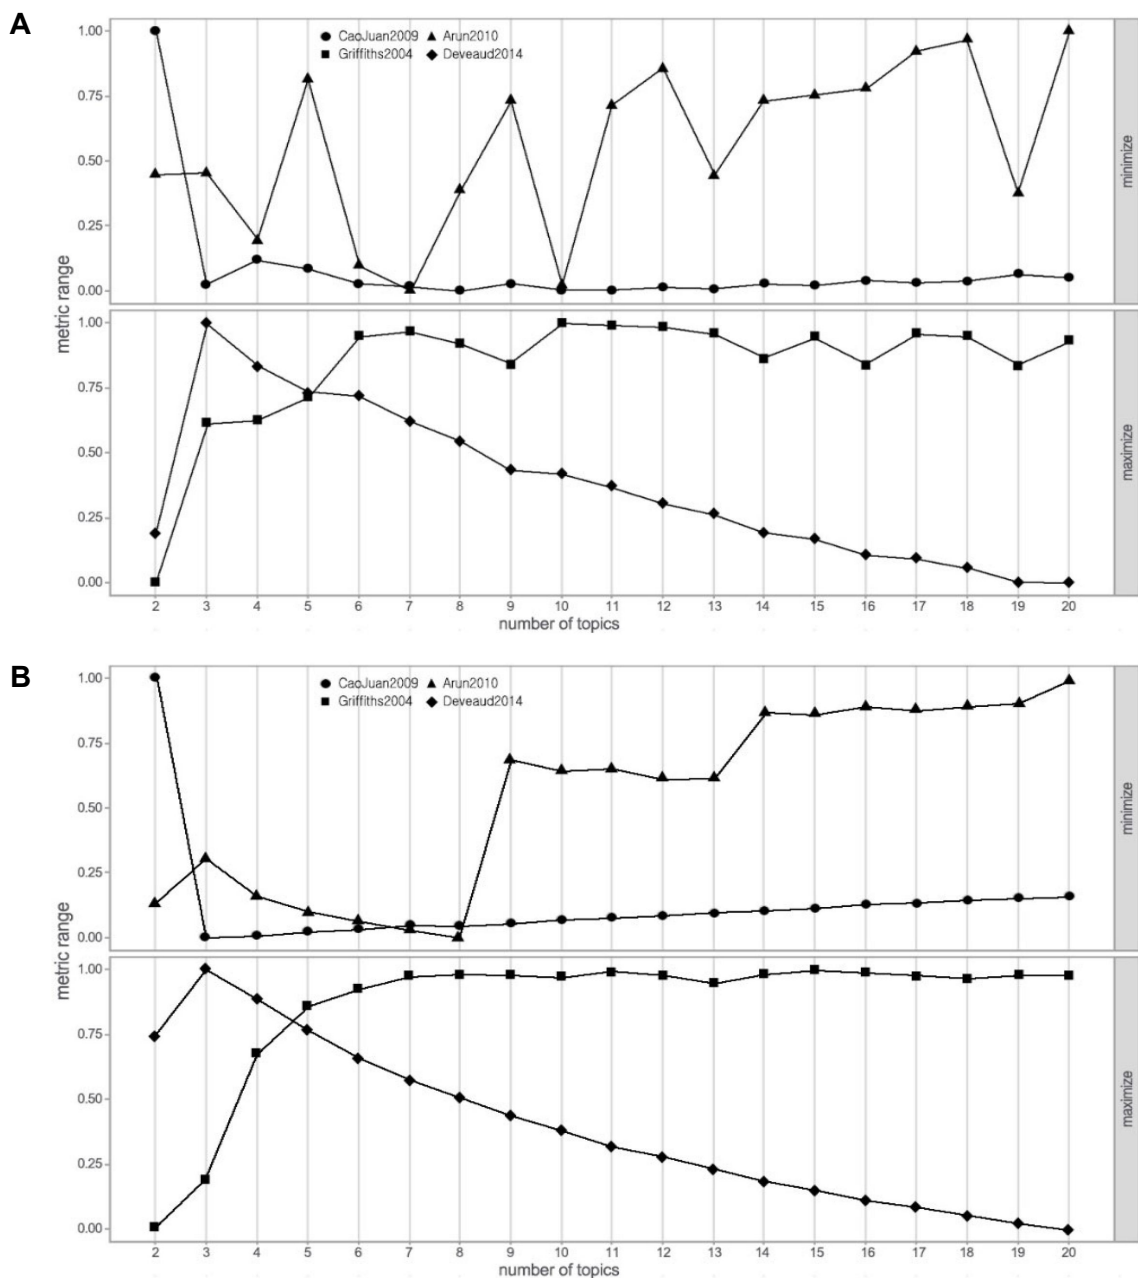 A
CaoJuan2009 Arun2010
Griffiths2004 Deveaud2014
1.00
0.75
0.50
0.25
0.00
minimize
metric range
1.00
0.75
0.50
0.25
0.00
maximize
2 3 4 5 6 7 8 9 10 11 12 13 14 15 16 17 18 19 20
number of topics
B
CaoJuan2009 Arun2010
Griffiths2004 Deveaud2014
1.00
0.75
0.50
0.25
0.00
minimize
metric range
1.00
0.75
0.50
0.25
0.00
maximize
2 3 4 5 6 7 8 9 10 11 12 13 14 15 16 17 18 19 20
number of topics